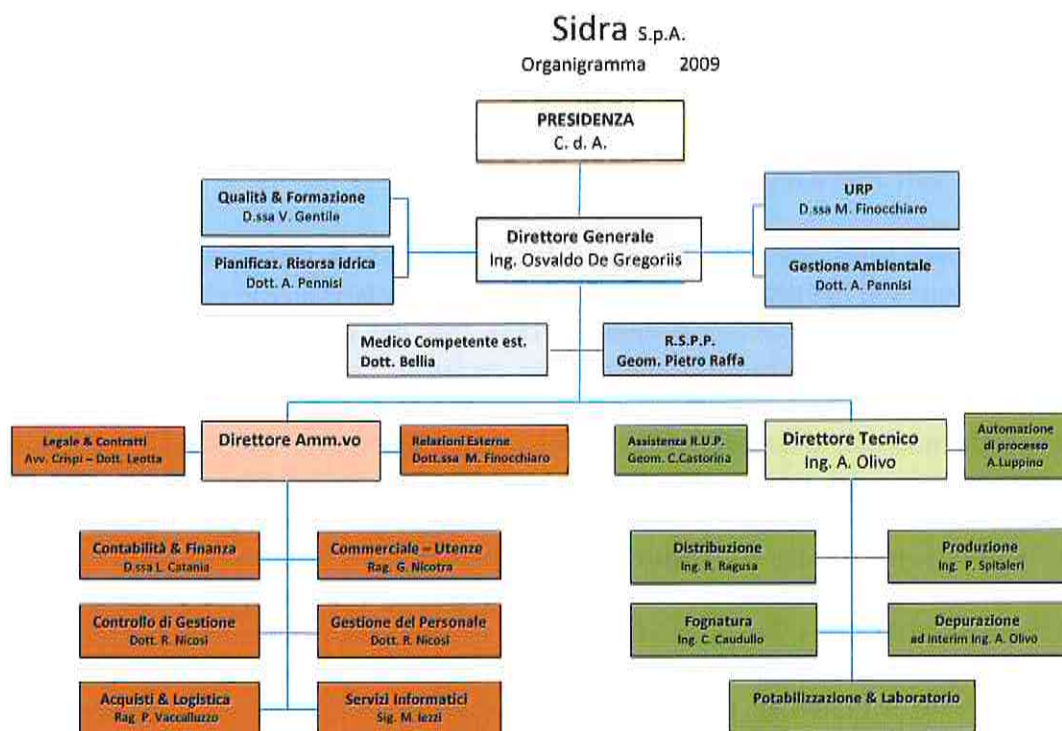 Sidra S.p.A.
Organigramma 2009
PRESIDENZA
C. d. A.
Qualità & Formazione
D.ssa V. Gentile
URP
D.ssa M. Finocchiaro
Direttore Generale
Ing. Osvaldo De Gregoriis
Pianificaz. Risorsa idrica
Dott. A. Pennisi
Gestione Ambientale
Dott. A. Pennisi
Medico Competente est.
Dott. Bellia
R.S.P.P.
Geom. Pietro Raffa
Legale & Contratti
Avv. Crispi – Dott. Leotta
Direttore Amm.vo
Relazioni Esterne
Dott.ssa M. Finocchiaro
Assistenza R.U.P.
Geom. C.Castorina
Direttore Tecnico
Ing. A. Olivo
Automazione
di processo
A.Luppino
Contabilità & Finanza
D.ssa L. Catania
Commerciale – Utenze
Rag. G. Nicotra
Distribuzione
Ing. R. Ragusa
Produzione
Ing. P. Spitaleri
Controllo di Gestione
Dott. R. Nicosi
Gestione del Personale
Dott. R. Nicosi
Fognatura
Ing. C. Caudullo
Depurazione
ad interim Ing. A. Olivo
Acquisti & Logistica
Rag. P. Vaccalluzzo
Servizi Informatici
Sig. M. Iezzi
Potabilizzazione & Laboratorio